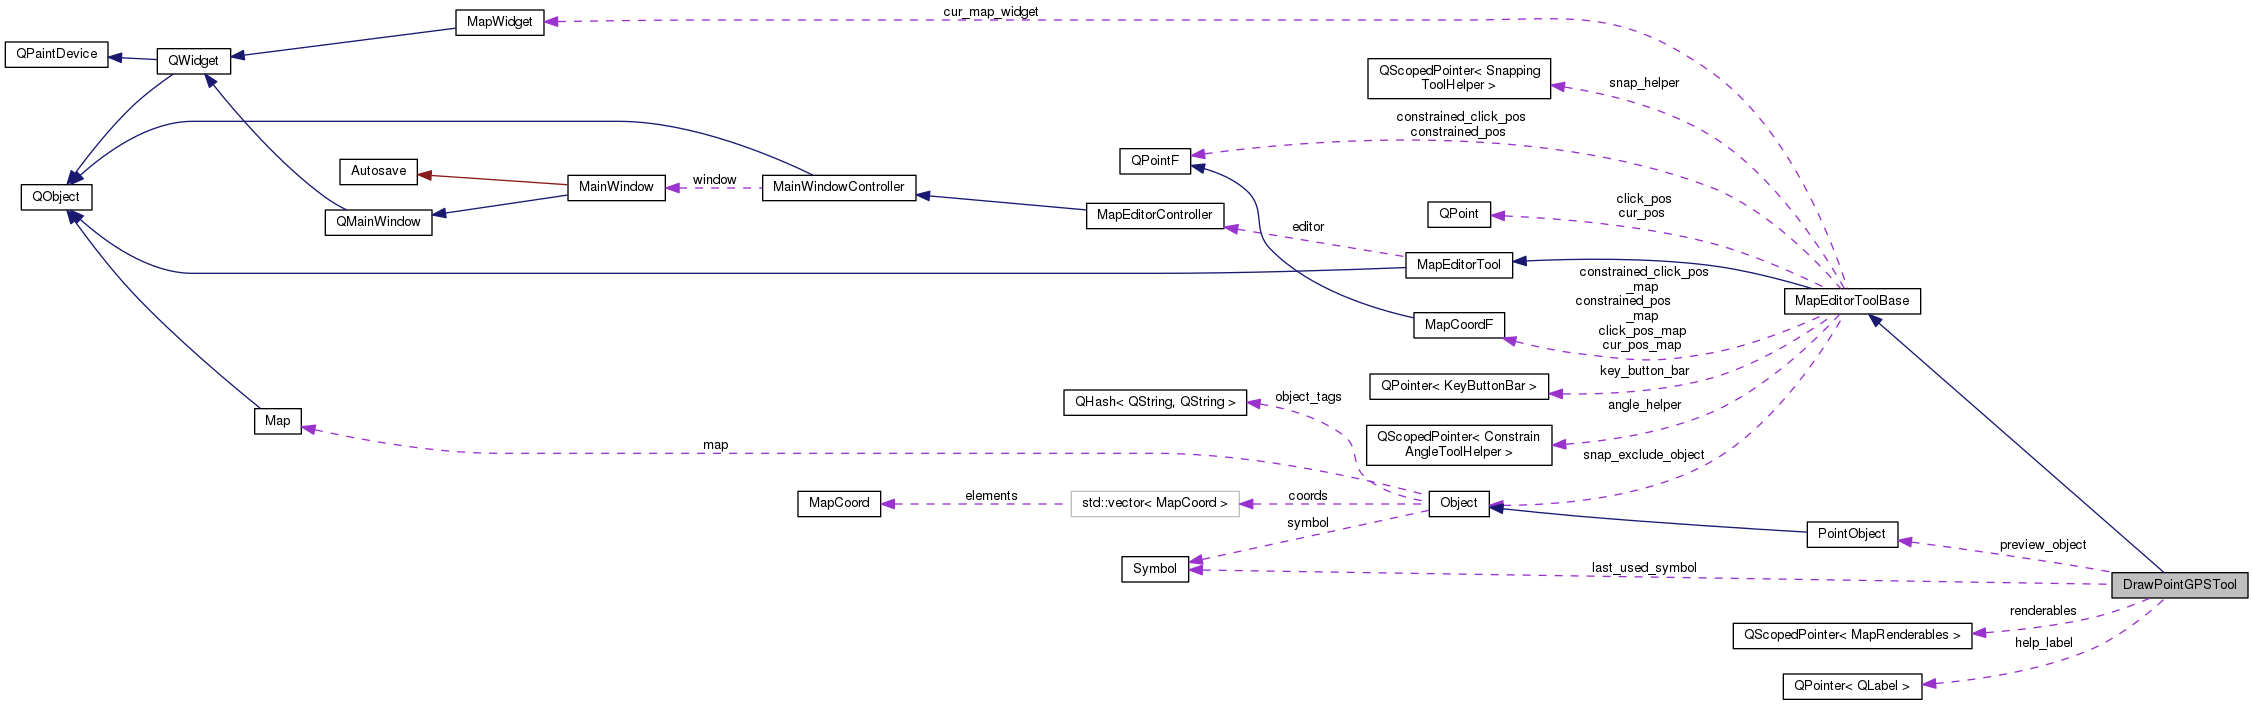 cur_map_widget
MapWidget
QPaintDevice
QWidget
QScopedPointer< Snapping
ToolHelper >
snap_helper
constrained_click_pos
constrained_pos
QPointF
Autosave
MainWindow
window
MainWindowController
QObject
QMainWindow
MapEditorController
QPoint
click_pos
cur_pos
editor
MapEditorTool
constrained_click_pos
_map
constrained_pos
_map
click_pos_map
cur_pos_map
MapEditorToolBase
MapCoordF
key_button_bar
QPointer< KeyButtonBar >
QHash< QString, QString >
object_tags
angle_helper
Map
map
QScopedPointer< Constrain
AngleToolHelper >
snap_exclude_object
MapCoord
elements
std::vector< MapCoord >
coords
Object
symbol
PointObject
preview_object
Symbol
last_used_symbol
DrawPointGPSTool
renderables
QScopedPointer< MapRenderables >
help_label
QPointer< QLabel >